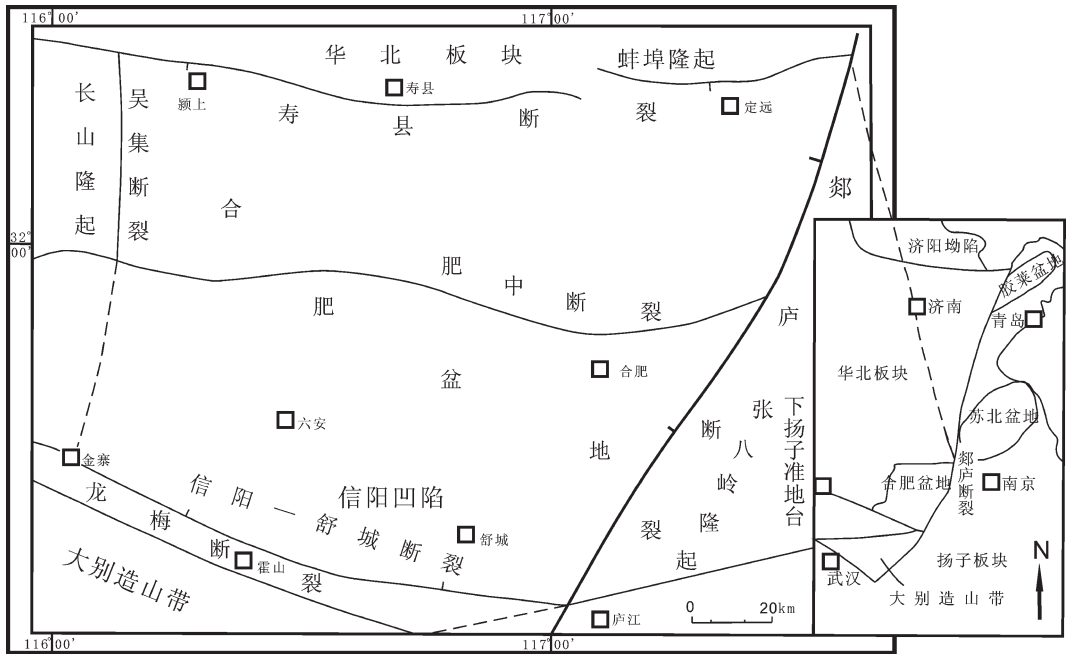 116°00′
117°00′
华北板块
蚌埠隆起
寿县
颍上
定远
寿县断裂
长山隆起
吴集断裂
32°00′
合肥盆地
肥中断裂
郯庐断裂
合肥
六安
金寨
张八岭隆起
下扬子准地台
信阳凹陷
信阳—舒城断裂
舒城
龙梅断裂
霍山
大别造山带
庐江
0 20km
116°00′
117°00′
济阳坳陷
胶莱盆地
济南
青岛
华北板块
苏北盆地
合肥盆地
郯庐断裂
南京
扬子板块
武汉
大别造山带
N